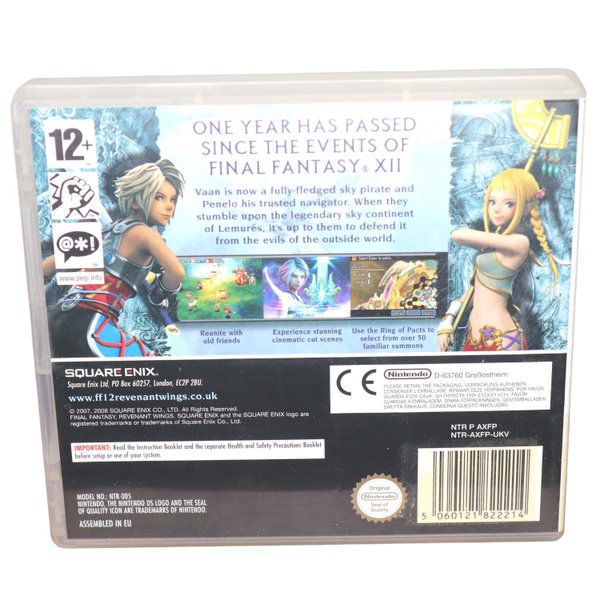 12+
www.pegi.info
ONE YEAR HAS PASSED
SINCE THE EVENTS OF
FINAL FANTASY® XII
Vaan is now a fully-fledged sky pirate and
Penelo his trusted navigator. When they
stumble upon the legendary sky continent
of Lemurés, it's up to them to defend it
from the evils of the outside world.
Reunite with
old friends
Experience stunning
cinematic cut scenes
Use the Ring of Pacts to
select from over 50
familiar summons
SQUARE ENIX.
Square Enix Ltd, PO Box 60257, London, EC2P 2BU.
www.ff12revenantwings.co.uk
© 2007, 2008 SQUARE ENIX CO., LTD. All Rights Reserved.
FINAL FANTASY, REVENANT WINGS, SQUARE ENIX and the SQUARE ENIX logo are
registered trademarks or trademarks of Square Enix Co., Ltd.
IMPORTANT: Read the Instruction Booklet and the separate Health and Safety Precautions Booklet
before setup or use of your system.
MODEL NO.: NTR-005
NINTENDO, THE NINTENDO DS LOGO AND THE SEAL
OF QUALITY ICON ARE TRADEMARKS OF NINTENDO.
ASSEMBLED IN EU
CE
Nintendo D-63760 Großostheim
PLEASE RETAIN THE PACKAGING. VERPACKUNG AUFHEBEN.
NTR P AXFP
NTR-AXFP-UKV
Original
Nintendo
Seal of
Quality
5 060121 822214